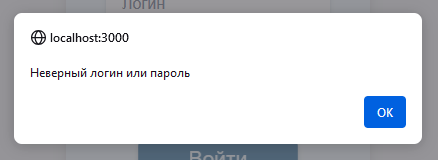 Логин
localhost:3000
Неверный логин или пароль
OK
Войти